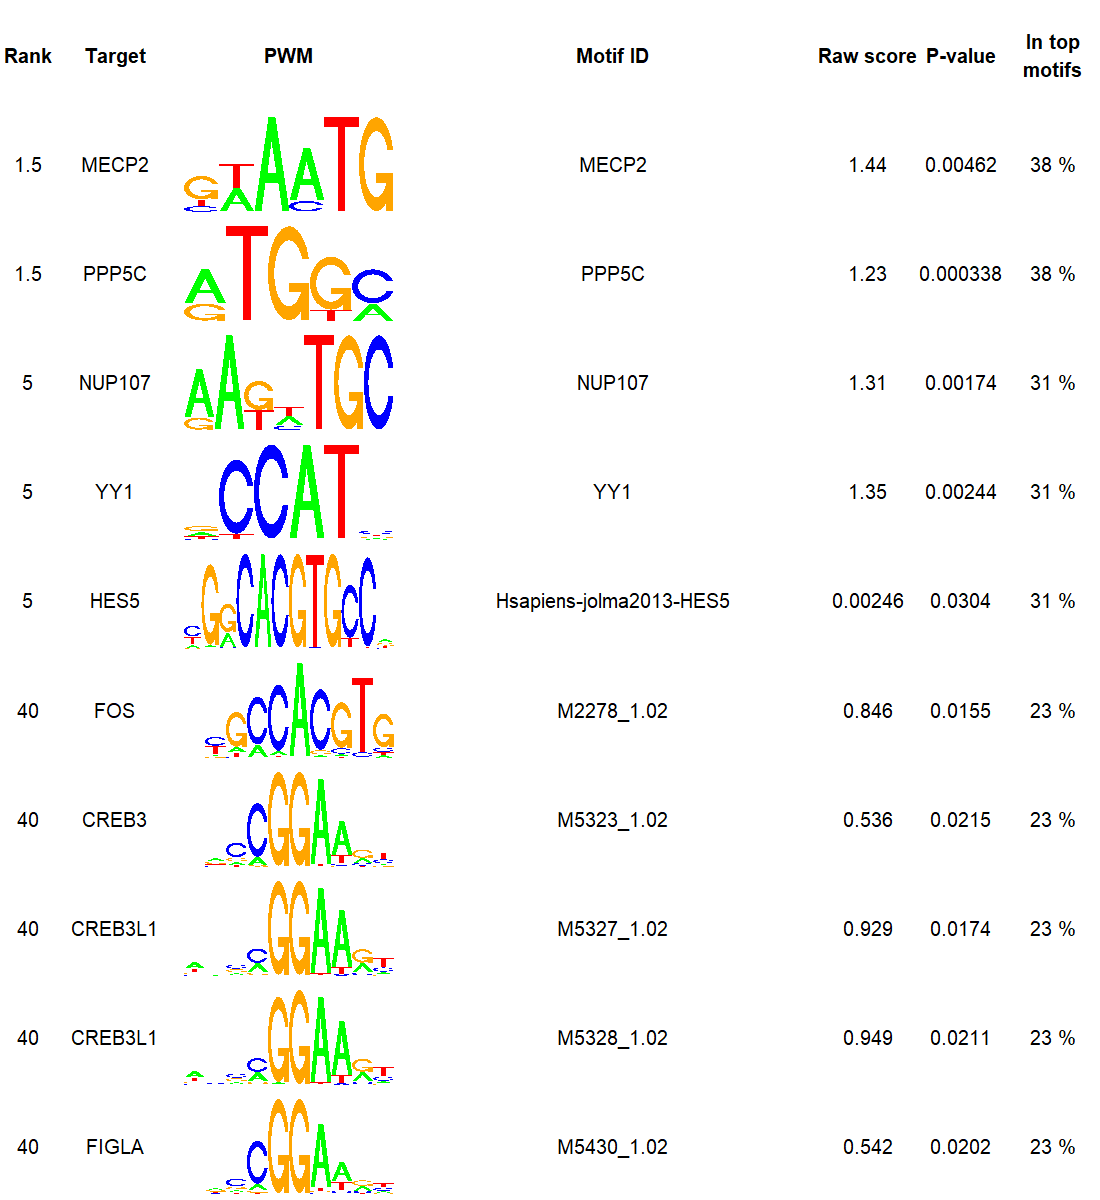 Rank Target PWM Motif ID Raw score P-value In top motifs
1.5 MECP2 MECP2 1.44 0.00462 38 %
1.5 PPP5C PPP5C 1.23 0.000338 38 %
5 NUP107 NUP107 1.31 0.00174 31 %
5 YY1 YY1 1.35 0.00244 31 %
5 HES5 Hsapiens-jolma2013-HES5 0.00246 0.0304 31 %
40 FOS M2278_1.02 0.846 0.0155 23 %
40 CREB3 M5323_1.02 0.536 0.0215 23 %
40 CREB3L1 M5327_1.02 0.929 0.0174 23 %
40 CREB3L1 M5328_1.02 0.949 0.0211 23 %
40 FIGLA M5430_1.02 0.542 0.0202 23 %